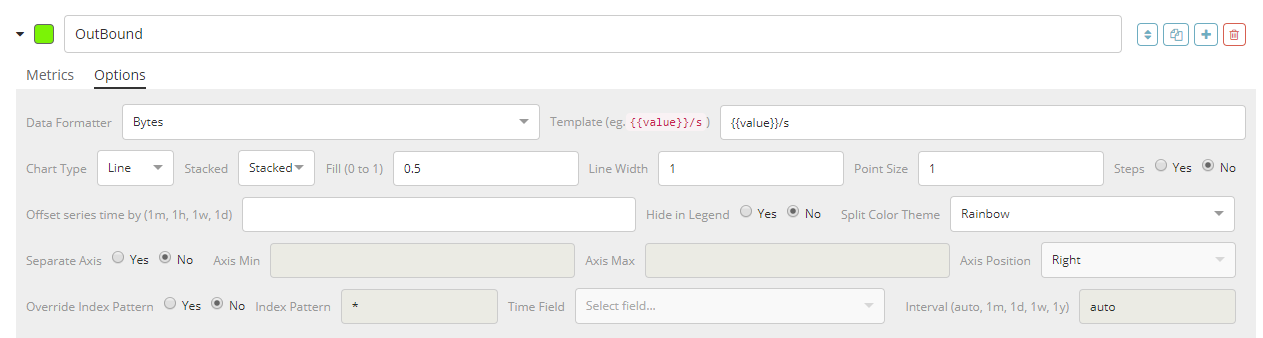 OutBound
Metrics Options
Data Formatter Bytes Template (eg. {{value}}/s ) {{value}}/s
Chart Type Line Stacked Stacked Fill (0 to 1) 0.5 Line Width 1 Point Size 1 Steps Yes No
Offset series time by (1m, 1h, 1w, 1d) Hide in Legend Yes No Split Color Theme Rainbow
Separate Axis Yes No Axis Min Axis Max Axis Position Right
Override Index Pattern Yes No Index Pattern * Time Field Select field... Interval (auto, 1m, 1d, 1w, 1y) auto